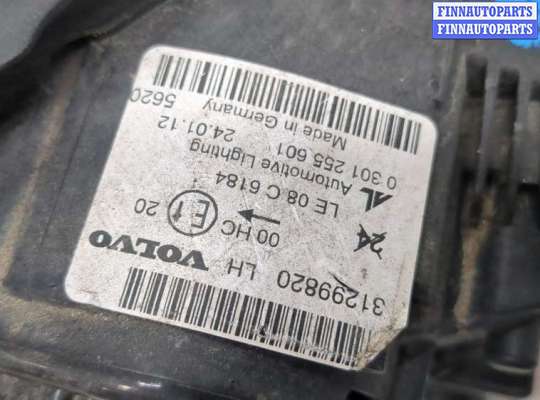 FINNAUTOPARTS
FINNAUTOPARTS
31299820 LH VOLVO
24
00 HC E1 20
LE 08 C 6184
AL Automotive Lighting
0 301 255 601 24.01.12
Made in Germany 5620